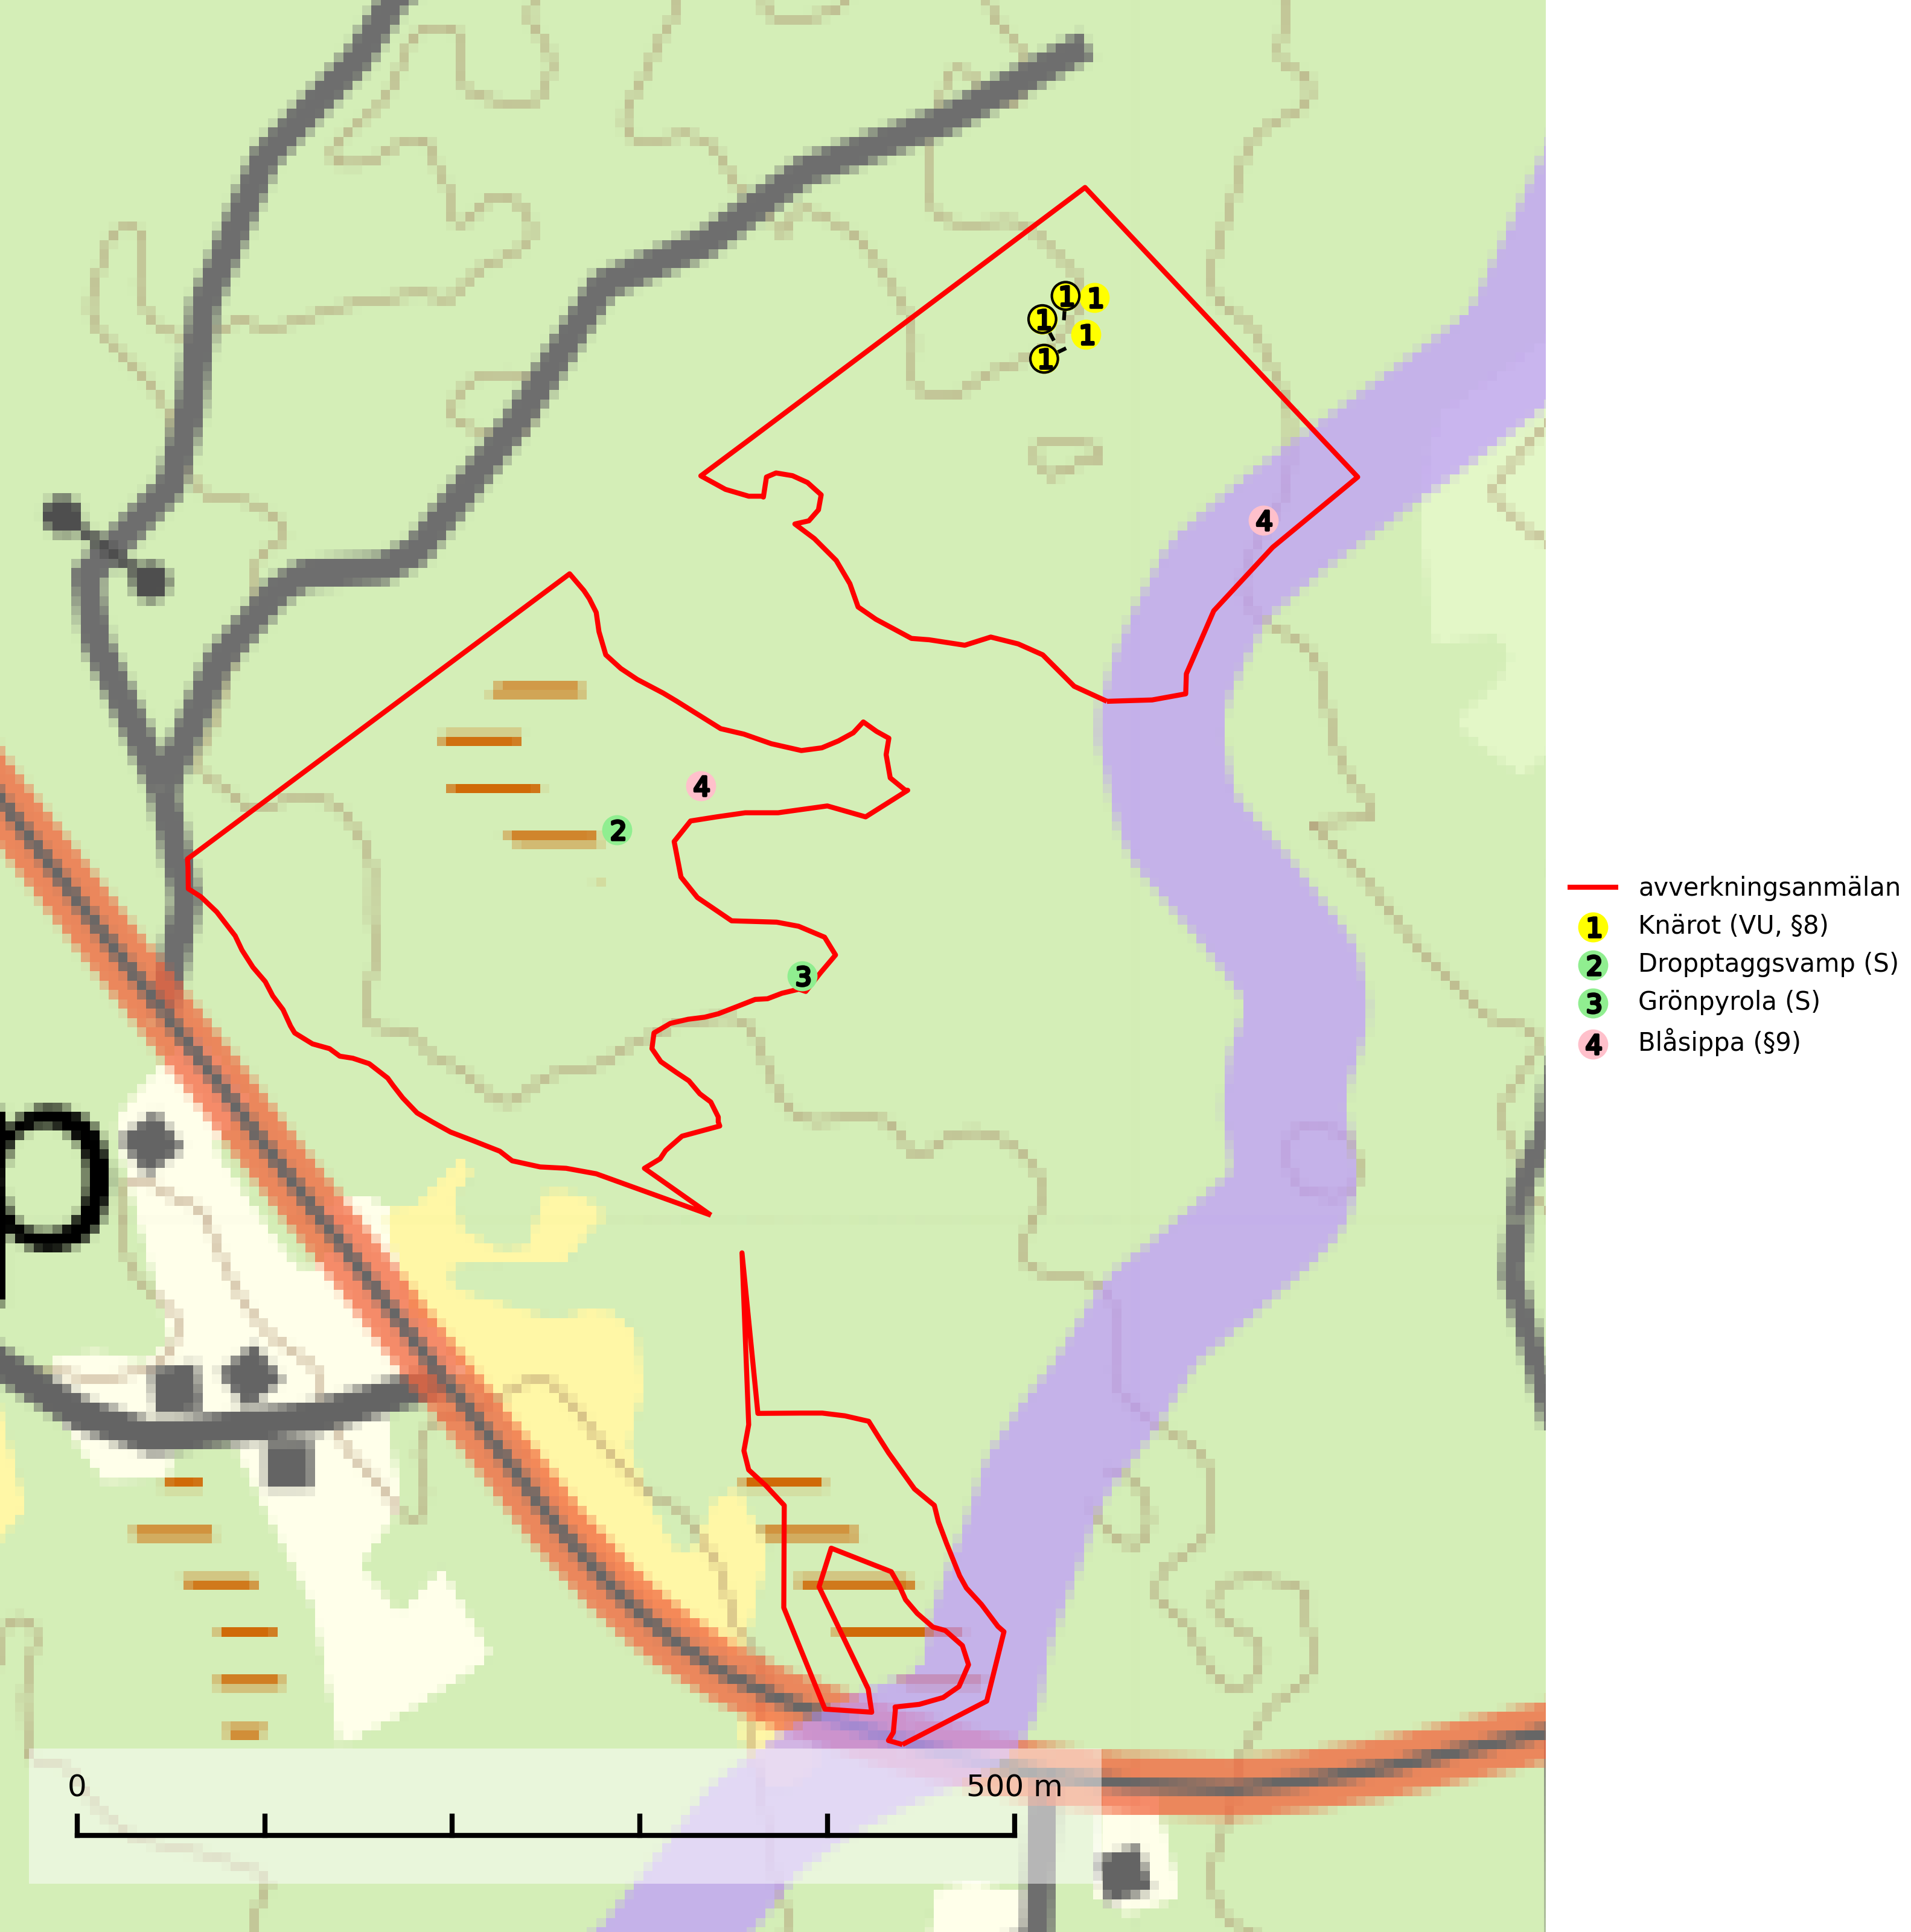 1 1
1
1
1
4
4
2
3
p
0 500 m
avverkningsanmälan
1 Knärot (VU, §8)
2 Dropptaggsvamp (S)
3 Grönpyrola (S)
4 Blåsippa (§9)